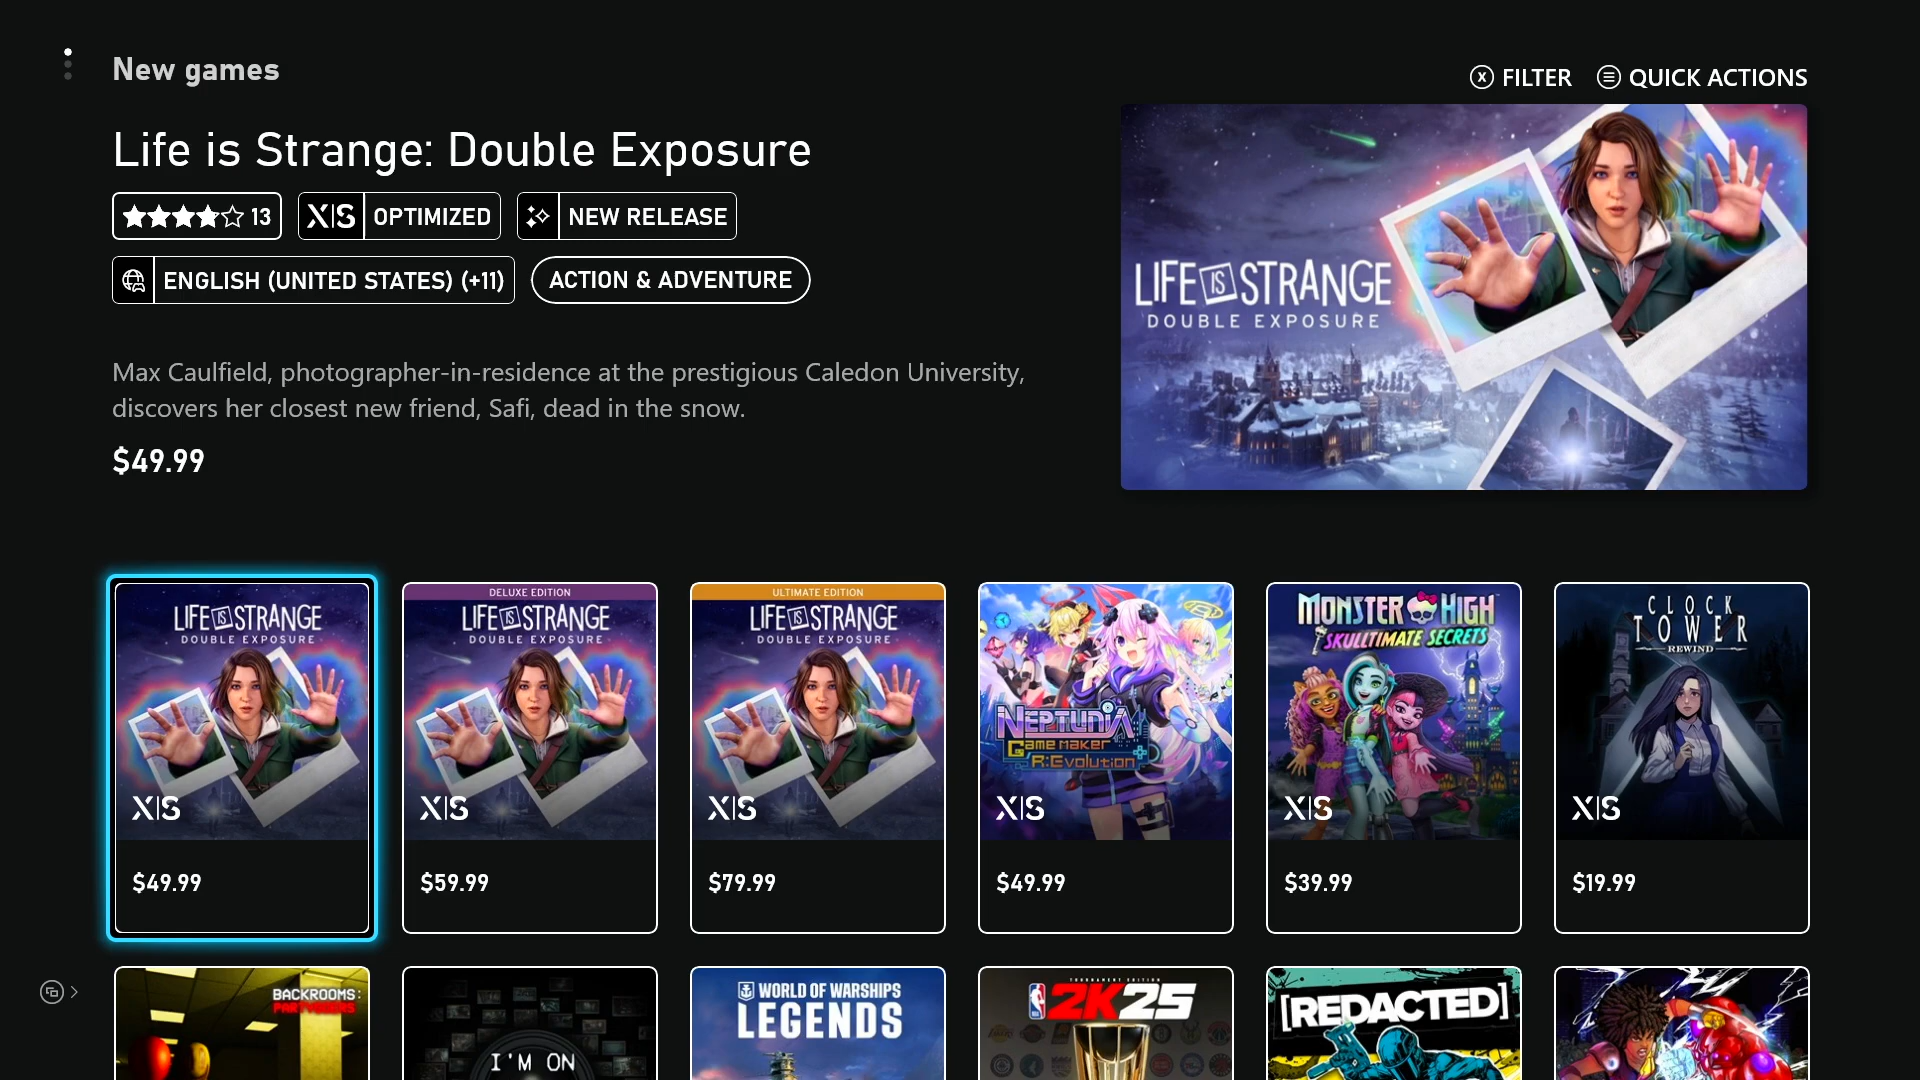 New games
FILTER
QUICK ACTIONS
Life is Strange: Double Exposure
13
X|S OPTIMIZED
NEW RELEASE
ENGLISH (UNITED STATES) (+11)
ACTION & ADVENTURE
Max Caulfield, photographer-in-residence at the prestigious Caledon University,
discovers her closest new friend, Safi, dead in the snow.
$49.99
LIFE IS STRANGE
DOUBLE EXPOSURE
LIFE IS STRANGE
DOUBLE EXPOSURE
X|S
$49.99
DELUXE EDITION
LIFE IS STRANGE
DOUBLE EXPOSURE
X|S
$59.99
ULTIMATE EDITION
LIFE IS STRANGE
DOUBLE EXPOSURE
X|S
$79.99
NEPTUNIA
Game maker
R:Evolution
X|S
$49.99
MONSTER HIGH
SKULLTIMATE SECRETS
X|S
$39.99
CLOCK
TOWER
REWIND
X|S
$19.99
BACKROOMS:
PARTYGOERS
I'M ON
WORLD OF WARSHIPS
LEGENDS
TOURNAMENT EDITION
2K25
[REDACTED]